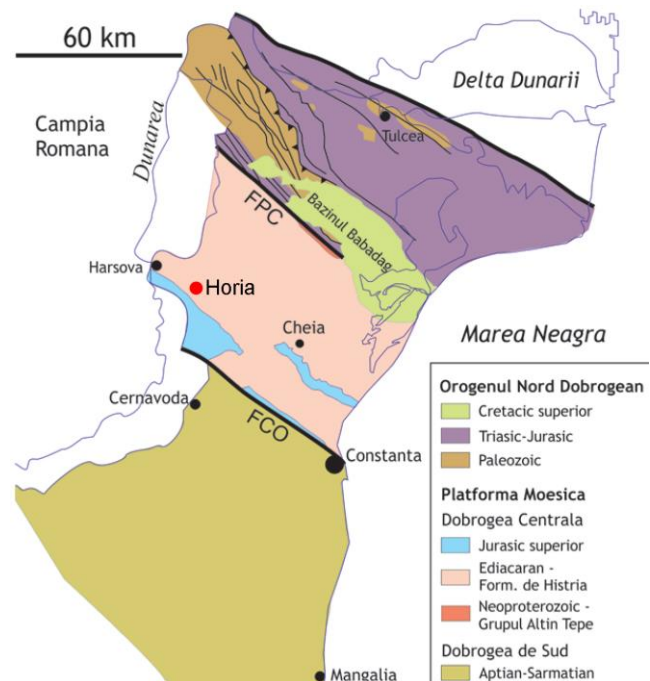 60 km
Delta Dunarii
Campia
Romana
Dunarea
Tulcea
Bazinul Babadag
FPC
Harsova
Horia
Cheia
Marea Neagra
Cernavoda
FCO
Constanta
Mangalia
Orogenul Nord Dobrogean
Cretacic superior
Triasic-Jurasic
Paleozoic
Platforma Moesica
Dobrogea Centrala
Jurasic superior
Ediacaran -
Form. de Histria
Neoproterozoic -
Grupul Altin Tepe
Dobrogea de Sud
Aptian-Sarmatian